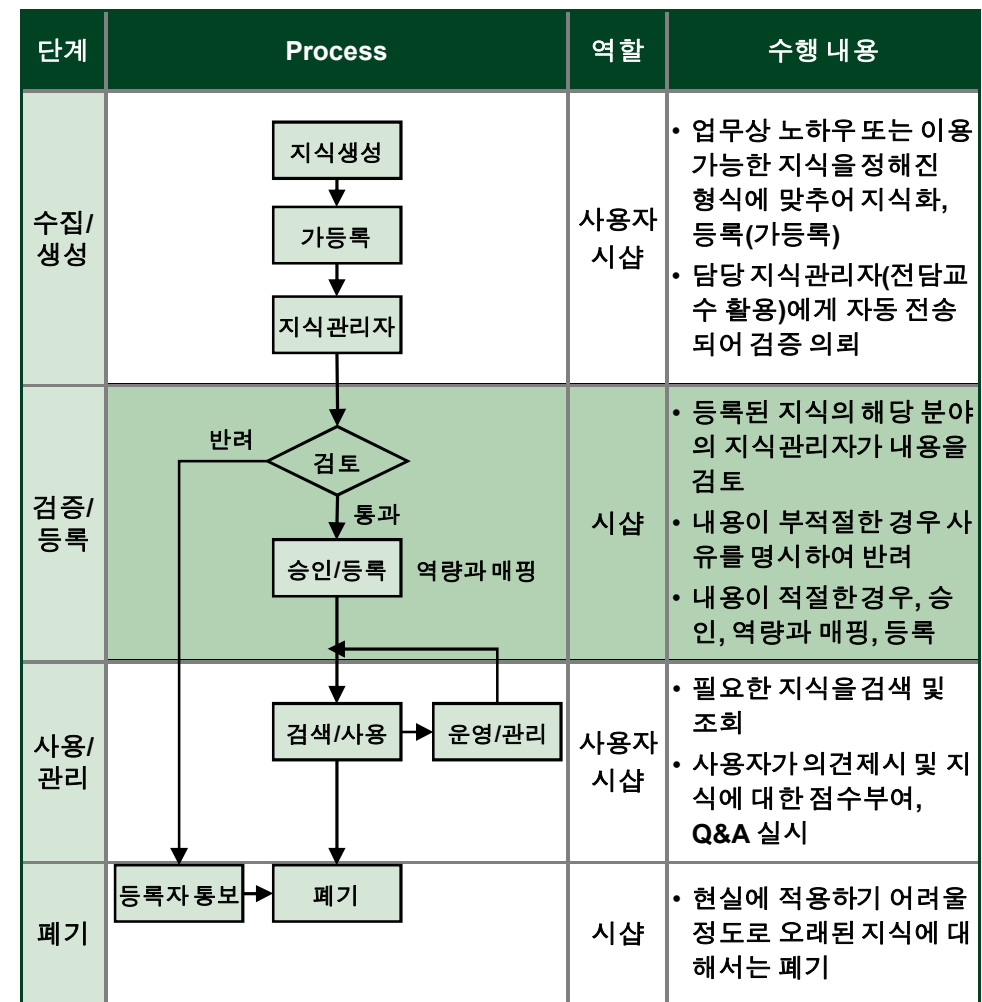 단계
Process
역할
수행 내용
수집/
생성
지식생성
가등록
지식관리자
사용자
시샵
• 업무상 노하우 또는 이용
가능한 지식을 정해진
형식에 맞추어 지식화,
등록(가등록)
• 담당 지식관리자(전담교
수 활용)에게 자동 전송
되어 검증 의뢰
검증/
등록
반려
검토
통과
승인/등록
역량과 매핑
시샵
• 등록된 지식의 해당 분야
의 지식관리자가 내용을
검토
• 내용이 부적절한 경우 사
유를 명시하여 반려
• 내용이 적절한 경우, 승
인, 역량과 매핑, 등록
사용/
관리
검색/사용
운영/관리
사용자
시샵
• 필요한 지식을 검색 및
조회
• 사용자가 의견제시 및 지
식에 대한 점수부여,
Q&A 실시
폐기
등록자 통보
폐기
시샵
• 현실에 적용하기 어려울
정도로 오래된 지식에 대
해서는 폐기